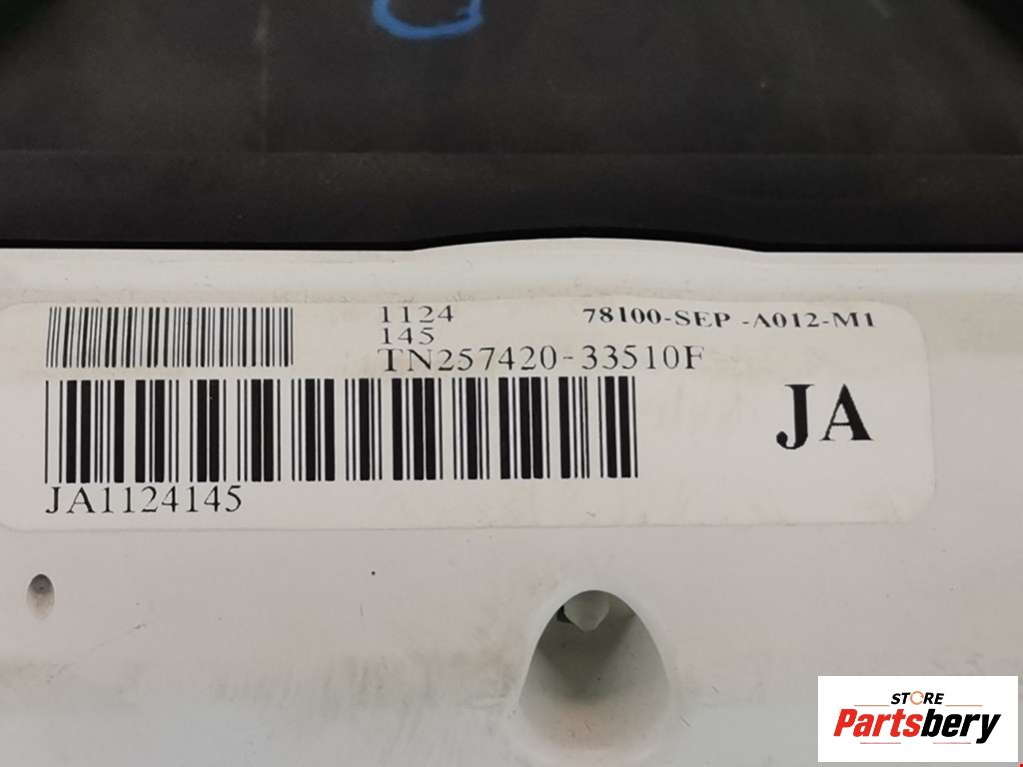 1124 78100-SEP -A012-M1
145
TN257420-33510F
JA
JA1124145
STORE
Partsbery